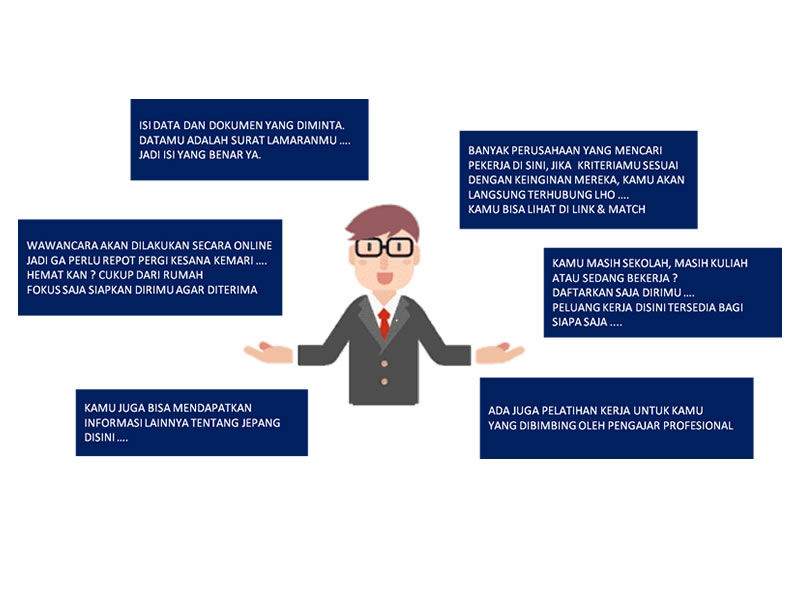 ISI DATA DAN DOKUMEN YANG DIMINTA.
DATAMU ADALAH SURAT LAMARANMU ....
JADI ISI YANG BENAR YA.
BANYAK PERUSAHAAN YANG MENCARI
PEKERJA DI SINI, JIKA KRITERIAMU SESUAI
DENGAN KEINGINAN MEREKA, KAMU AKAN
LANGSUNG TERHUBUNG LHO ....
KAMU BISA LIHAT DI LINK & MATCH
WAWANCARA AKAN DILAKUKAN SECARA ONLINE
JADI GA PERLU REPOT PERGI KESANA KEMARI ....
HEMAT KAN ? CUKUP DARI RUMAH
FOKUS SAJA SIAPKAN DIRIMU AGAR DITERIMA
KAMU MASIH SEKOLAH, MASIH KULIAH
ATAU SEDANG BEKERJA ?
DAFTARKAN SAJA DIRIMU ....
PELUANG KERJA DISINI TERSEDIA BAGI
SIAPA SAJA ....
KAMU JUGA BISA MENDAPATKAN
INFORMASI LAINNYA TENTANG JEPANG
DISINI ....
ADA JUGA PELATIHAN KERJA UNTUK KAMU
YANG DIBIMBING OLEH PENGAJAR PROFESIONAL